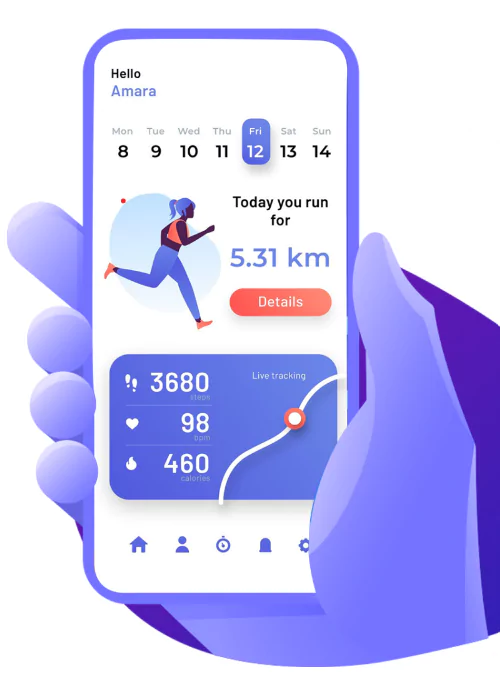 Hello
Amara
Mon Tue Wed Thu Fri Sat Sun
8 9 10 11 12 13 14
Today you run
for
5.31 km
Details
Live tracking
3680
steps
98
bpm
460
calories